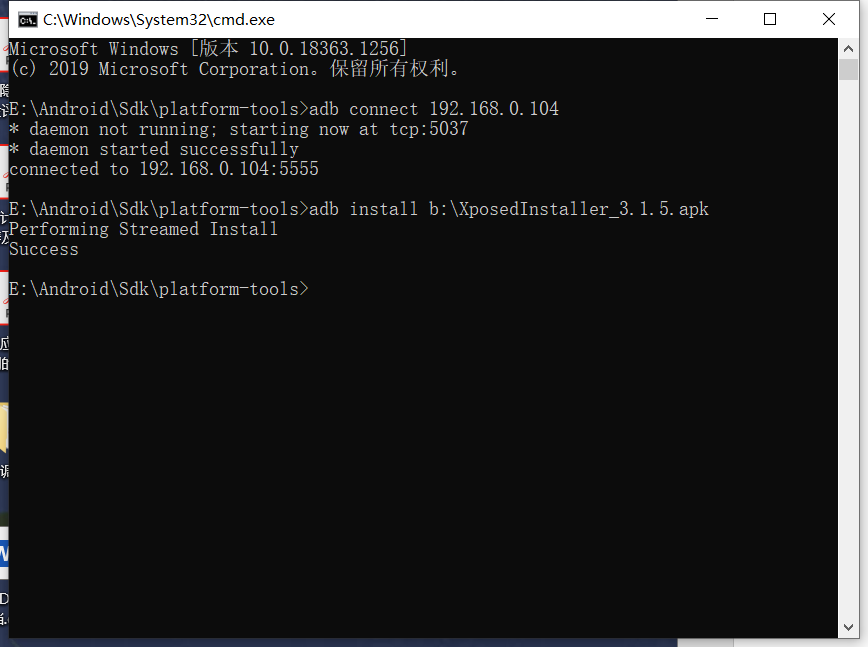 C:\Windows\System32\cmd.exe
Microsoft Windows [版本 10.0.18363.1256]
(c) 2019 Microsoft Corporation。保留所有权利。
E:\Android\Sdk\platform-tools>adb connect 192.168.0.104
* daemon not running; starting now at tcp:5037
* daemon started successfully
connected to 192.168.0.104:5555
E:\Android\Sdk\platform-tools>adb install b:\XposedInstaller_3.1.5.apk
Performing Streamed Install
Success
E:\Android\Sdk\platform-tools>